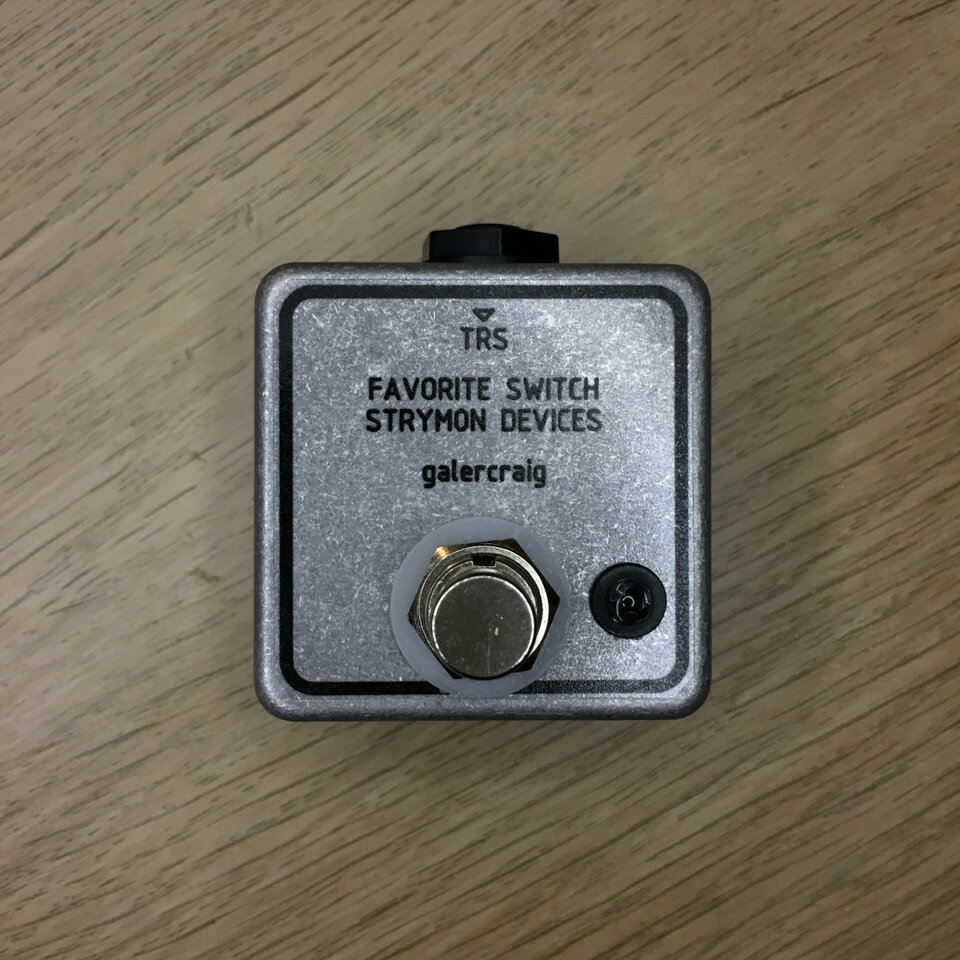 TRS
FAVORITE SWITCH
STRYMON DEVICES
galercraig